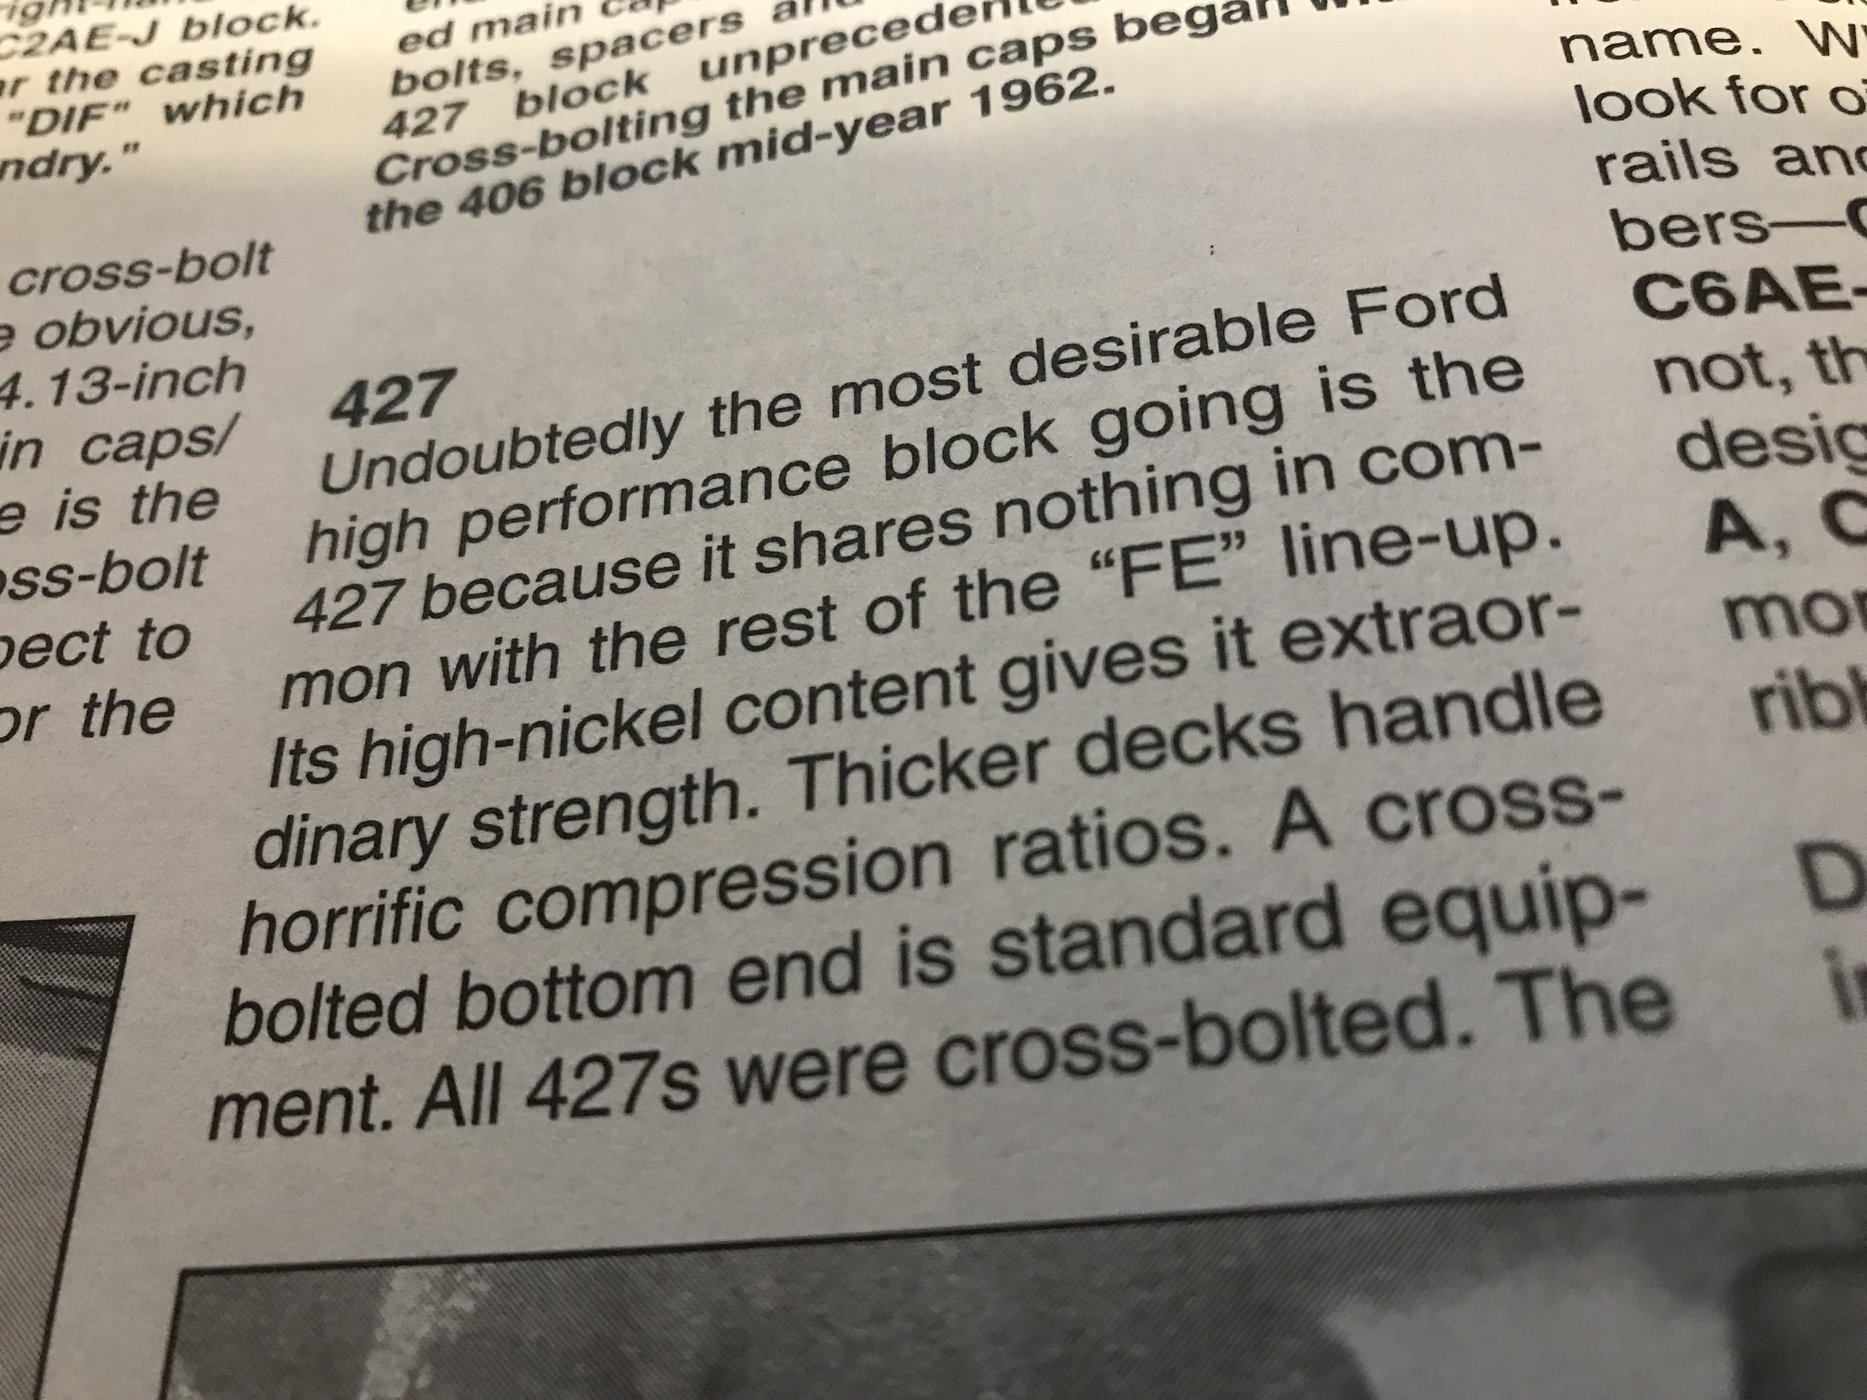 C2AE-J block.
the casting
"DIF" which
ndry."
cross-bolt
obvious,
4.13-inch
in caps/
e is the
oss-bolt
pect to
or the
ed main
bolts, spacers
427 block unprecedented
Cross-bolting the main caps began
the 406 block mid-year 1962.
427
Undoubtedly the most desirable Ford
high performance block going is the
427 because it shares nothing in com-
mon with the rest of the “FE” line-up.
Its high-nickel content gives it extraor-
dinary strength. Thicker decks handle
horrific compression ratios. A cross-
bolted bottom end is standard equip-
ment. All 427s were cross-bolted. The
name.
look for
rails
bers—
C6AE-
not,
desig
A, C